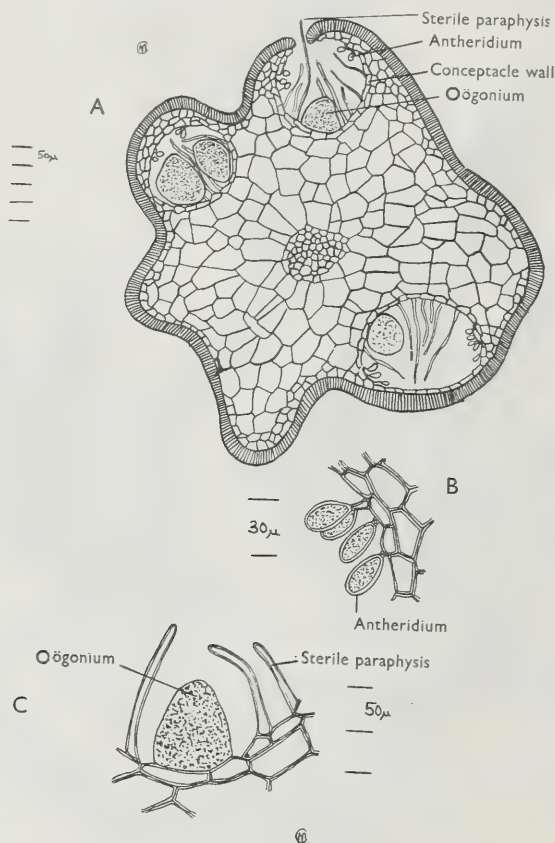 Sterile paraphysis
Antheridium
Conceptacle wall
Oögonium
A
50μ
B
30μ
Antheridium
Oögonium
Sterile paraphysis
C
50μ